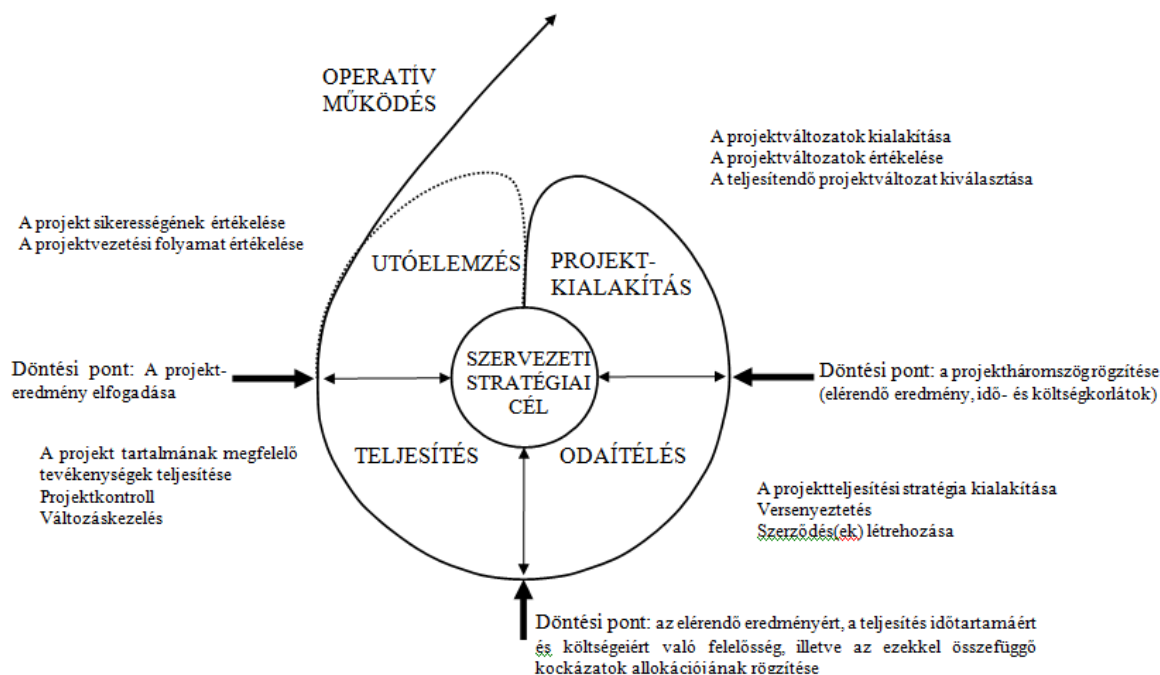 OPERATÍV
MŰKÖDÉS
A projektváltozatok kialakítása
A projektváltozatok értékelése
A teljesítendő projektváltozat kiválasztása
A projekt sikerességének értékelése
A projektvezetési folyamat értékelése
UTÓELEMZÉS
PROJEKT-
KIALAKÍTÁS
SZERVEZETI
STRATÉGIAI
CÉL
Döntési pont: A projekt-
eredmény elfogadása
Döntési pont: a projektháromszög rögzítése
(elérendő eredmény, idő- és költségkorlátok)
TELJESÍTÉS
ODAÍTÉLÉS
A projekt tartalmának megfelelő
tevékenységek teljesítése
Projektkontroll
Változáskezelés
A projektteljesítési stratégia kialakítása
Versenyeztetés
Szerződés(ek) létrehozása
Döntési pont: az elérendő eredményért, a teljesítés időtartamáért
és költségeiért való felelősség, illetve az ezekkel összefüggő
kockázatok allokációjának rögzítése